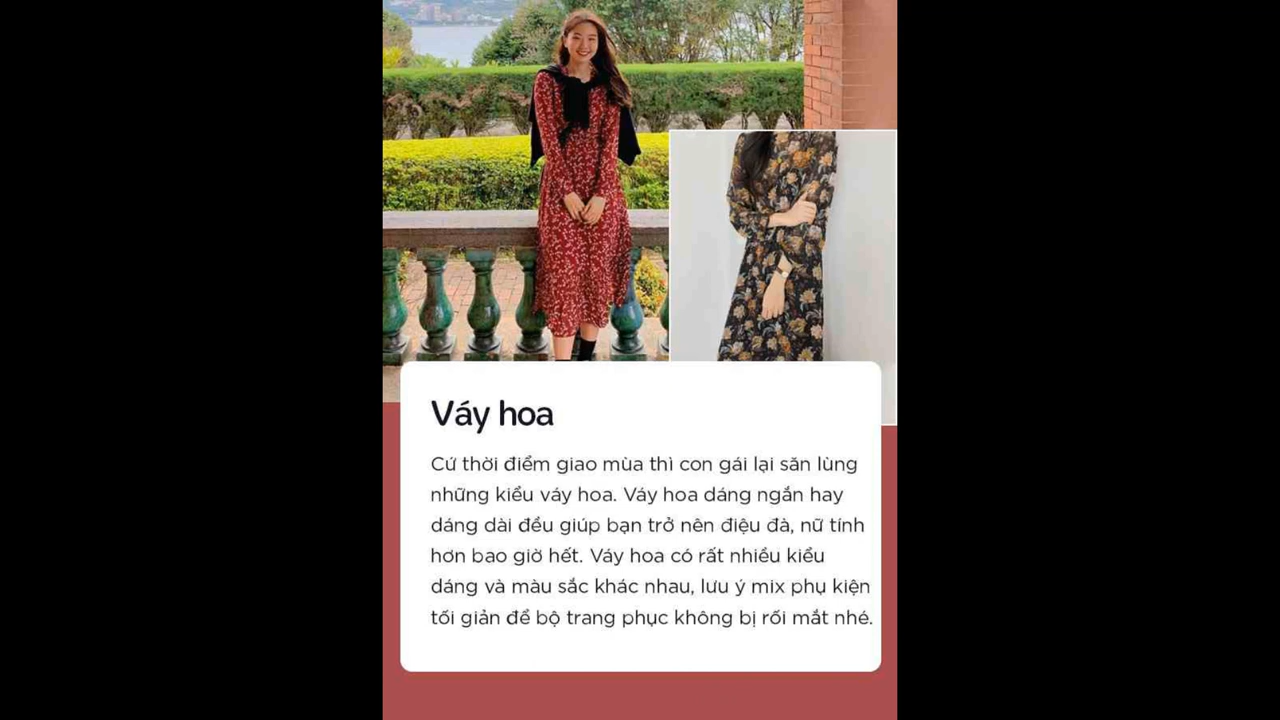 Váy hoa
Cứ thời điểm giao mùa thì con gái lại săn lùng
những kiểu váy hoa. Váy hoa dáng ngắn hay
dáng dài đều giúp bạn trở nên điệu đà, nữ tính
hơn bao giờ hết. Váy hoa có rất nhiều kiểu
dáng và màu sắc khác nhau, lưu ý mix phụ kiện
tối giản để bộ trang phục không bị rối mắt nhé.